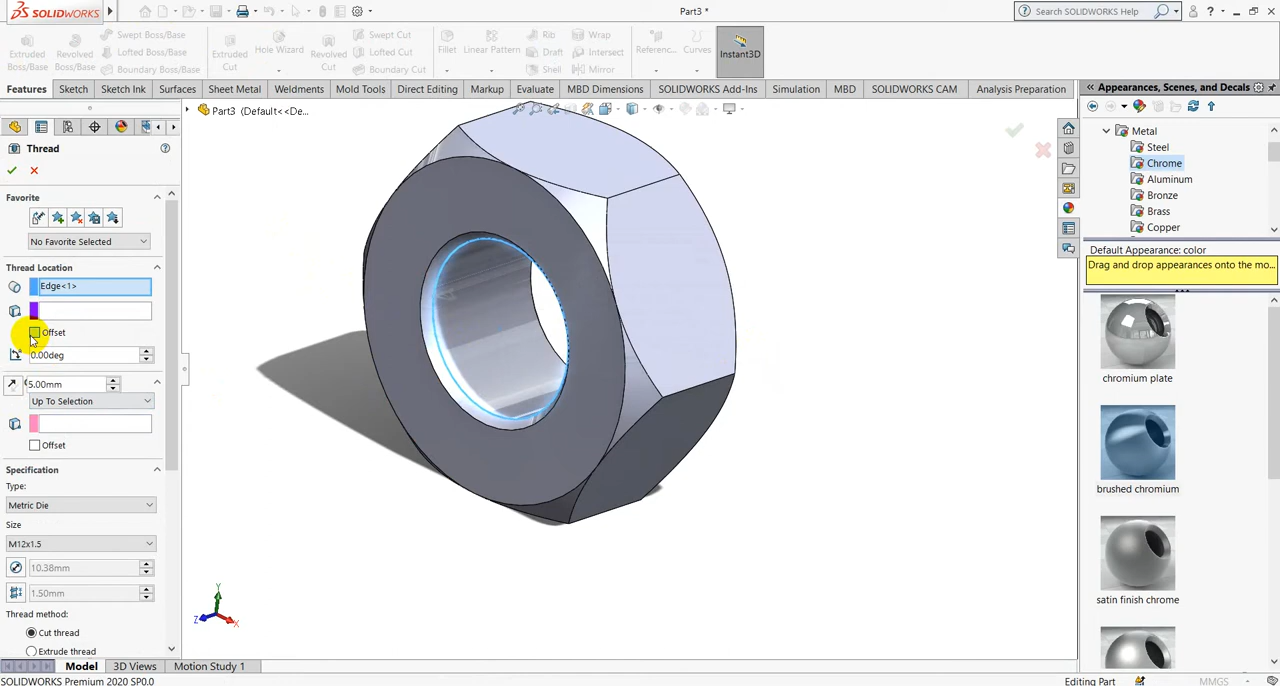 SOLIDWORKS
Part3 *
Search SOLIDWORKS Help
Extruded Boss/Base
Revolved Boss/Base
Swept Boss/Base
Lofted Boss/Base
Boundary Boss/Base
Extruded Cut
Hole Wizard
Revolved Cut
Swept Cut
Lofted Cut
Boundary Cut
Fillet
Linear Pattern
Rib
Draft
Shell
Wrap
Intersect
Mirror
Referenc...
Curves
Instant3D
Features
Sketch
Sketch Ink
Surfaces
Sheet Metal
Weldments
Mold Tools
Direct Editing
Markup
Evaluate
MBD Dimensions
SOLIDWORKS Add-Ins
Simulation
MBD
SOLIDWORKS CAM
Analysis Preparation
Part3 (Default<<De...
Thread
Favorite
No Favorite Selected
Thread Location
Edge<1>
Offset
0.00deg
5.00mm
Up To Selection
Offset
Specification
Type:
Metric Die
Size
M12x1.5
10.38mm
1.50mm
Thread method:
Cut thread
Extrude thread
Appearances, Scenes, and Decals
Metal
Steel
Chrome
Aluminum
Bronze
Brass
Copper
Default Appearance: color
Drag and drop appearances onto the mo...
chromium plate
brushed chromium
satin finish chrome
Y
Z
X
Model
3D Views
Motion Study 1
SOLIDWORKS Premium 2020 SP0.0
Editing Part
MMGS